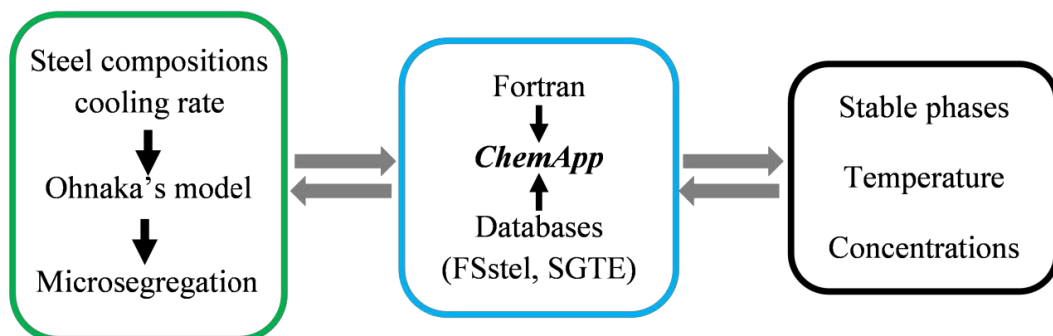 Steel compositions
cooling rate
Ohnaka's model
Microsegregation
Fortran
ChemApp
Databases
(FSstel, SGTE)
Stable phases
Temperature
Concentrations